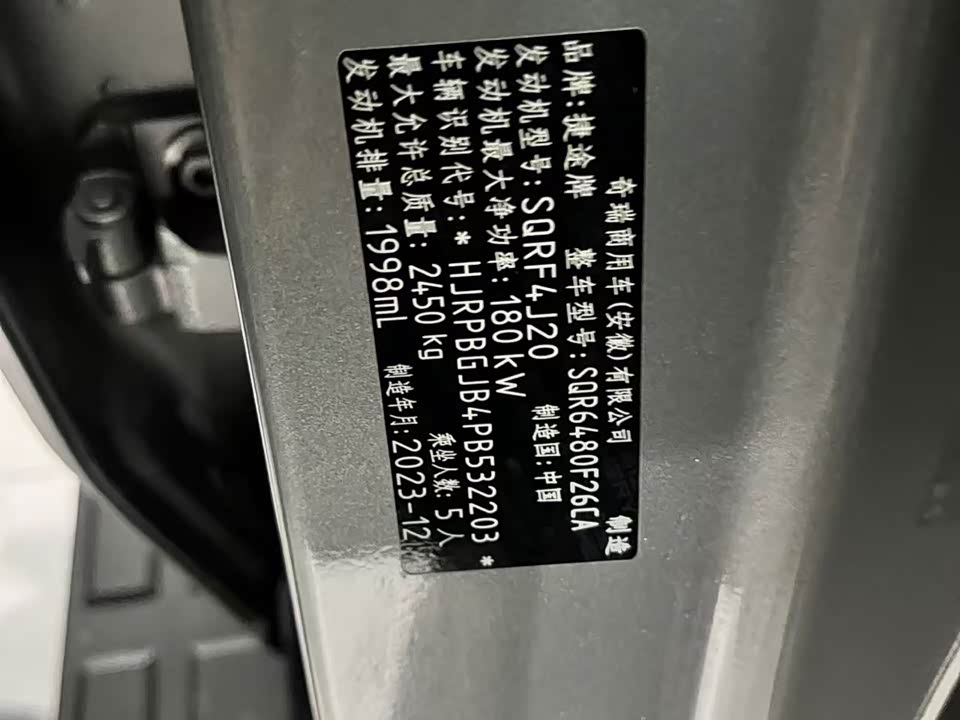 奇瑞商用车(安徽)有限公司 制造
品牌:捷途牌 整车型号:SQR6480F26CA
发动机型号:SQRF4J20 制造国:中国
发动机最大净功率:180kW
车辆识别代号:* HJRPBGJB4PB532203 *
最大允许总质量: 2450 kg 乘坐人数: 5人
发动机排量: 1998mL 制造年月:2023-12